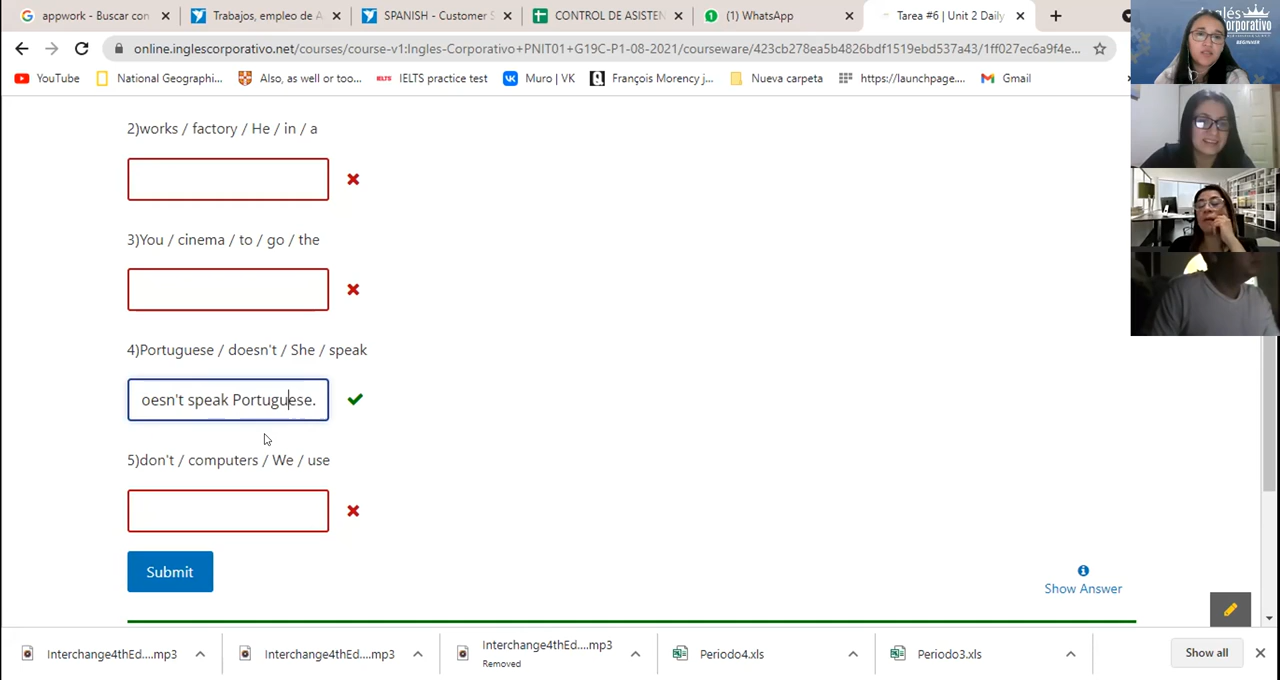 appwork - Buscar con
Trabajos, empleo de A
SPANISH - Customer S
CONTROL DE ASISTEN
(1) WhatsApp
Tarea #6 | Unit 2 Daily
online.inglescorporativo.net/courses/course-v1:Ingles-Corporativo+PNIT01+G19C-P1-08-2021/courseware/423cb278ea5b4826bdf1519ebd537a43/1ff027ec6a9f4e...
YouTube
National Geographi...
Also, as well or too...
IELTS practice test
Muro | VK
François Morency j...
Nueva carpeta
https://launchpage....
Gmail
inglés
corporativo
BEGINNER
2)works / factory / He / in / a
3)You / cinema / to / go / the
4)Portuguese / doesn't / She / speak
oesn't speak Portuguese.
5)don't / computers / We / use
Submit
Show Answer
Interchange4thEd....mp3
Interchange4thEd....mp3
Interchange4thEd....mp3
Removed
Periodo4.xls
Periodo3.xls
Show all